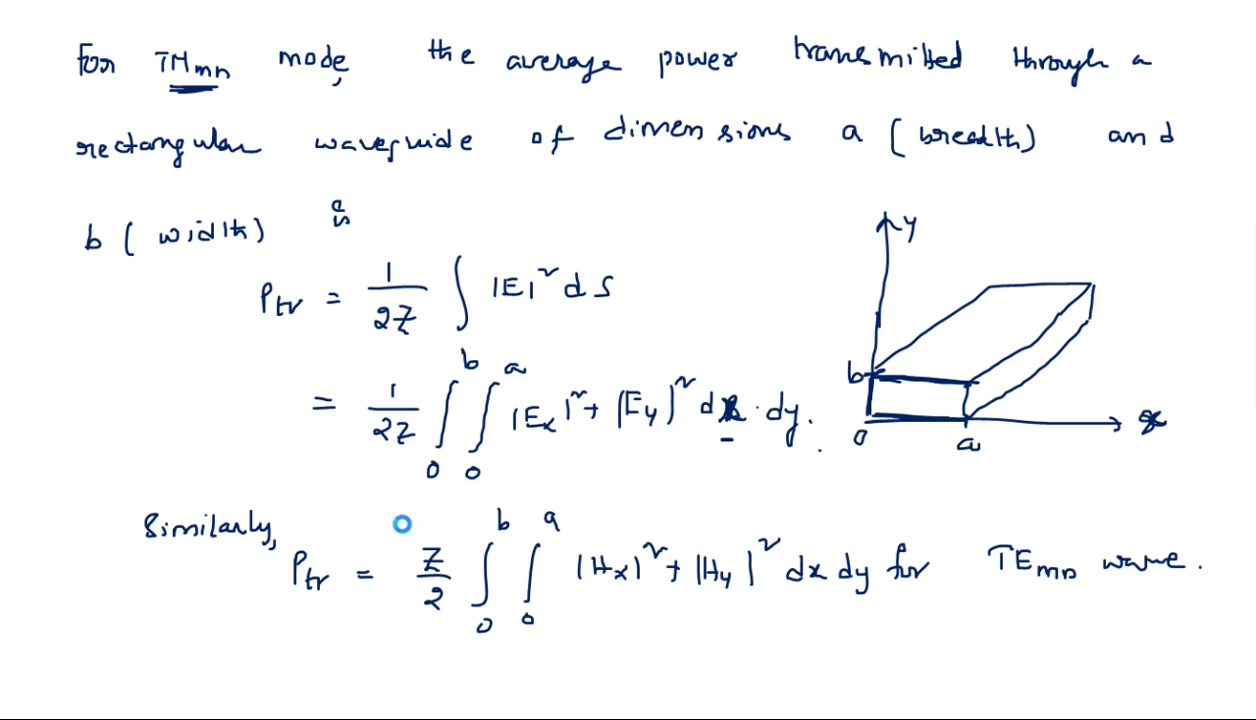 For TMmn mode, the average power transmitted through a
rectangular waveguide of dimensions a (breadth) and
b (width) as
Ptr = 1/2Z ∫ |E|² ds
= 1/2Z ∫₀ᵇ ∫₀ᵃ |Ex|² + |Ey|² dx · dy.
y
b
0
a
x
Similarly,
Ptr = Z/2 ∫₀ᵇ ∫₀ᵃ |Hx|² + |Hy|² dx dy for TEmn wave.